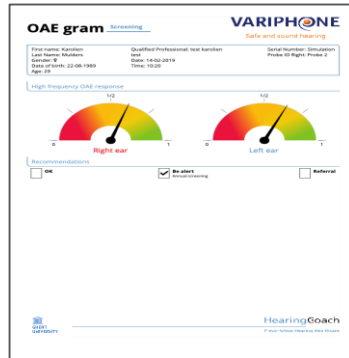 OAE gram Screening
VARIPHONE
Safe and sound hearing
First name: Karolien
Last Name: Mulders
Gender: ♀
Date of birth: 22-08-1989
Age: 29
Qualified Professional: test karolien
test
Date: 14-02-2019
Time: 10:20
Serial Number: Simulation
Probe ID Right: Probe 2
High frequency OAE response
1/2
0
1
Right ear
1/2
0
1
Left ear
Recommendations
OK
Be alert
Annual screening
Referral
GHENT
UNIVERSITY
HearingCoach